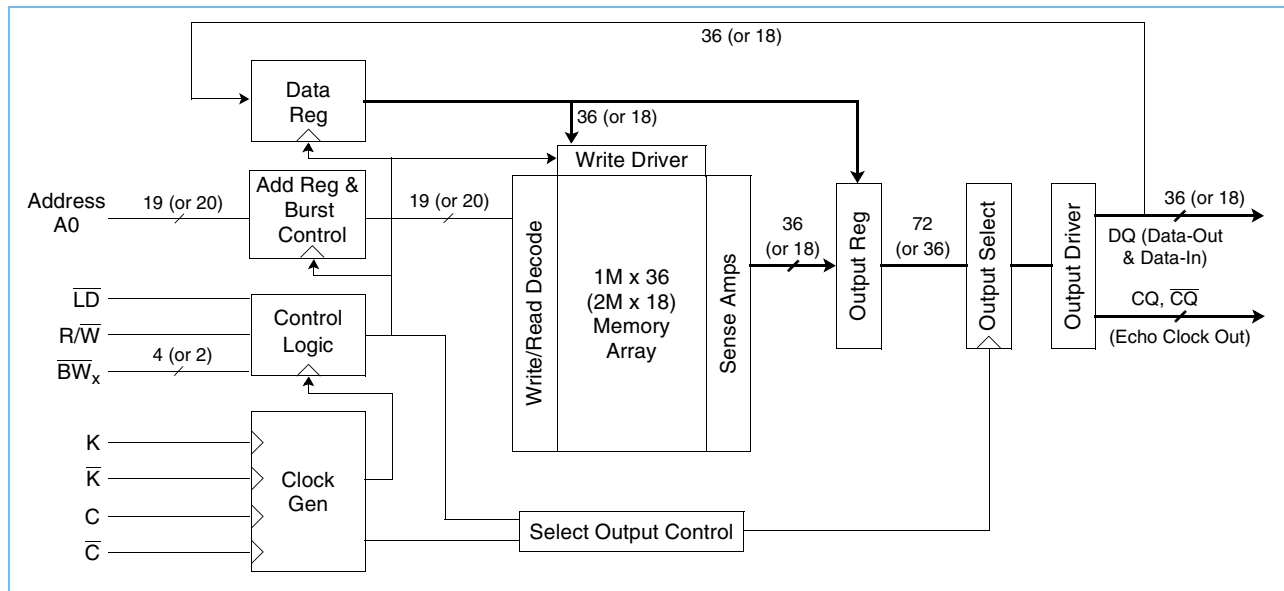 36 (or 18)
Data
Reg
36 (or 18)
Write Driver
Address
A0
19 (or 20)
Add Reg &
Burst
Control
19 (or 20)
Write/Read Decode
1M x 36
(2M x 18)
Memory
Array
Sense Amps
36
(or 18)
Output Reg
72
(or 36)
Output Select
Output Driver
36 (or 18)
DQ (Data-Out
& Data-In)
CQ, C̅Q̅
(Echo Clock Out)
L̅D̅
R/W̅
B̅W̅ₓ
4 (or 2)
Control
Logic
K
K̅
C
C̅
Clock
Gen
Select Output Control